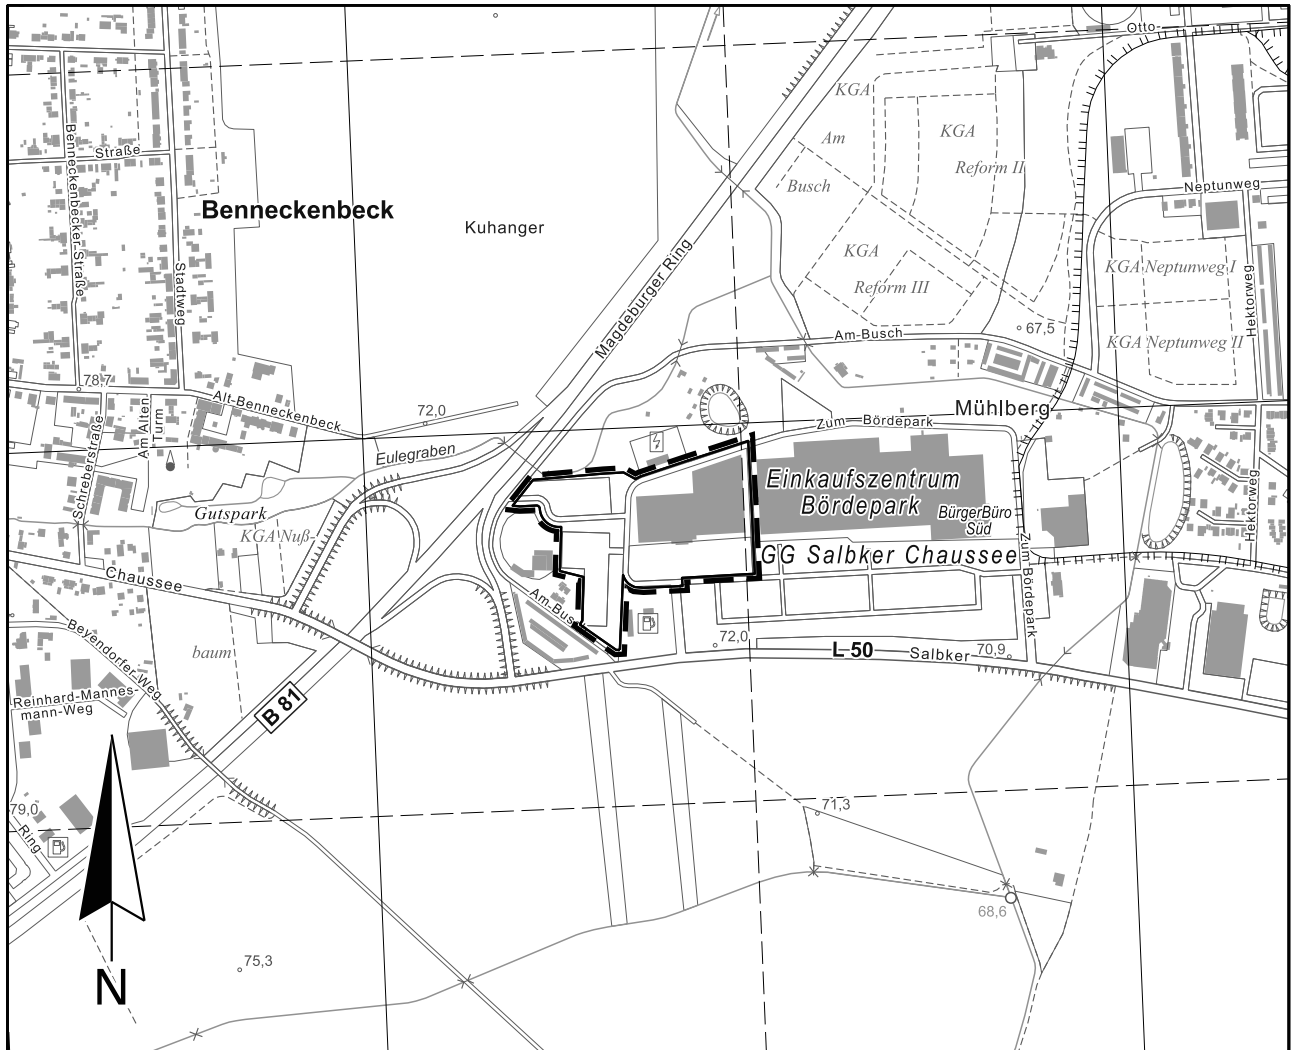 Otto-
KGA
Am
KGA
Reform II
Busch
Straße
Benneckenbecker-Straße
Neptunweg
Benneckenbeck
Kuhanger
KGA
Reform III
KGA Neptunweg I
Stadtweg
Magdeburger Ring
Hektorweg
67,5
Am-Busch
KGA Neptunweg II
78,7
Alt-Benneckenbeck
72,0
Mühlberg
Zum Bördepark
Schreberstraße
Am Alten
Turm
Eulegraben
Einkaufszentrum
Bördepark
BürgerBüro
Süd
Gutspark
KGA Nuß-
Hektorweg
GG Salbker Chaussee
Zum Bördepark
Chaussee
Am-Bus
Beyendorfer-Weg
baum
72,0
L 50
Salbker
70,9
Reinhard-Mannes-
mann-Weg
B 81
79,0
Ring
71,3
68,6
75,3
N